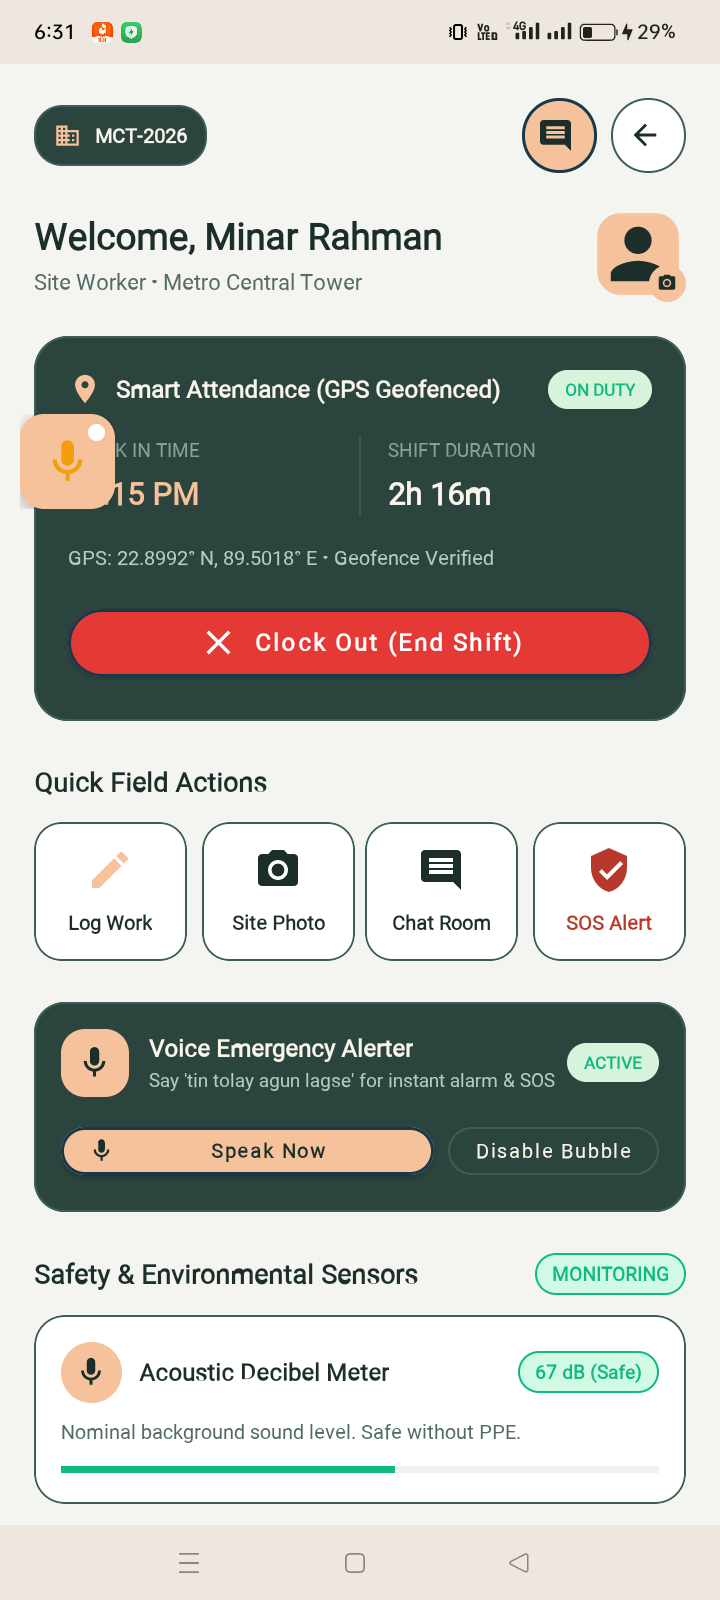 6:31
Vo LTED
4G
29%
MCT-2026
Welcome, Minar Rahman
Site Worker • Metro Central Tower
Smart Attendance (GPS Geofenced)
ON DUTY
K IN TIME
SHIFT DURATION
15 PM
2h 16m
GPS: 22.8992° N, 89.5018° E • Geofence Verified
Clock Out (End Shift)
Quick Field Actions
Log Work
Site Photo
Chat Room
SOS Alert
Voice Emergency Alerter
ACTIVE
Say 'tin tolay agun lagse' for instant alarm & SOS
Speak Now
Disable Bubble
Safety & Environmental Sensors
MONITORING
Acoustic Decibel Meter
67 dB (Safe)
Nominal background sound level. Safe without PPE.